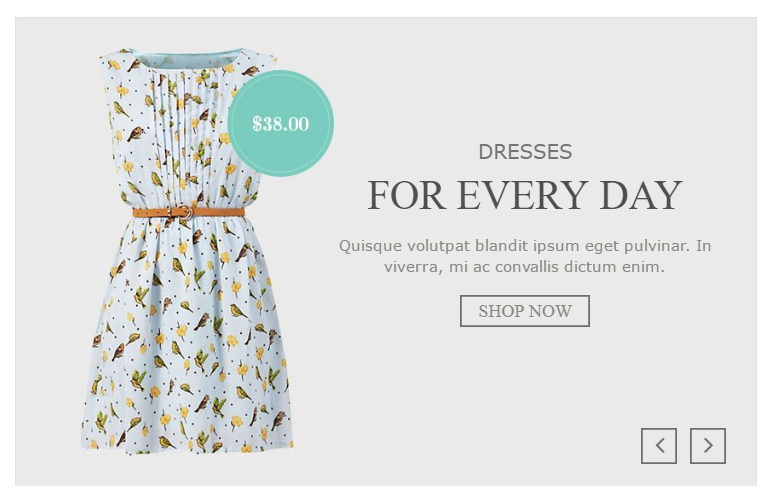 $38.00
DRESSES
FOR EVERY DAY
Quisque volutpat blandit ipsum eget pulvinar. In
viverra, mi ac convallis dictum enim.
SHOP NOW